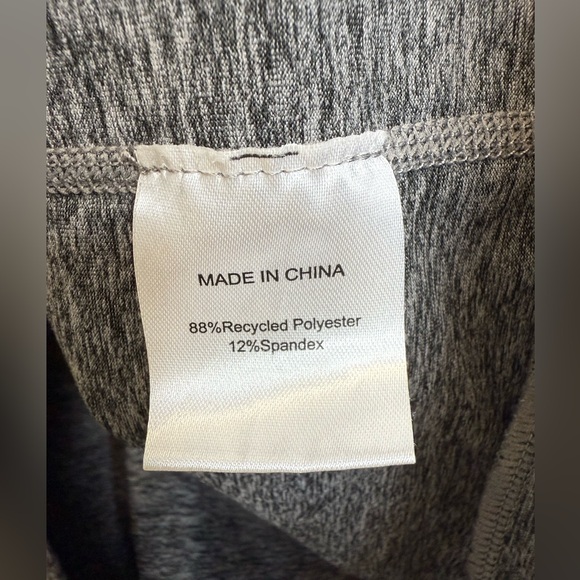 MADE IN CHINA
88%Recycled Polyester
12%Spandex